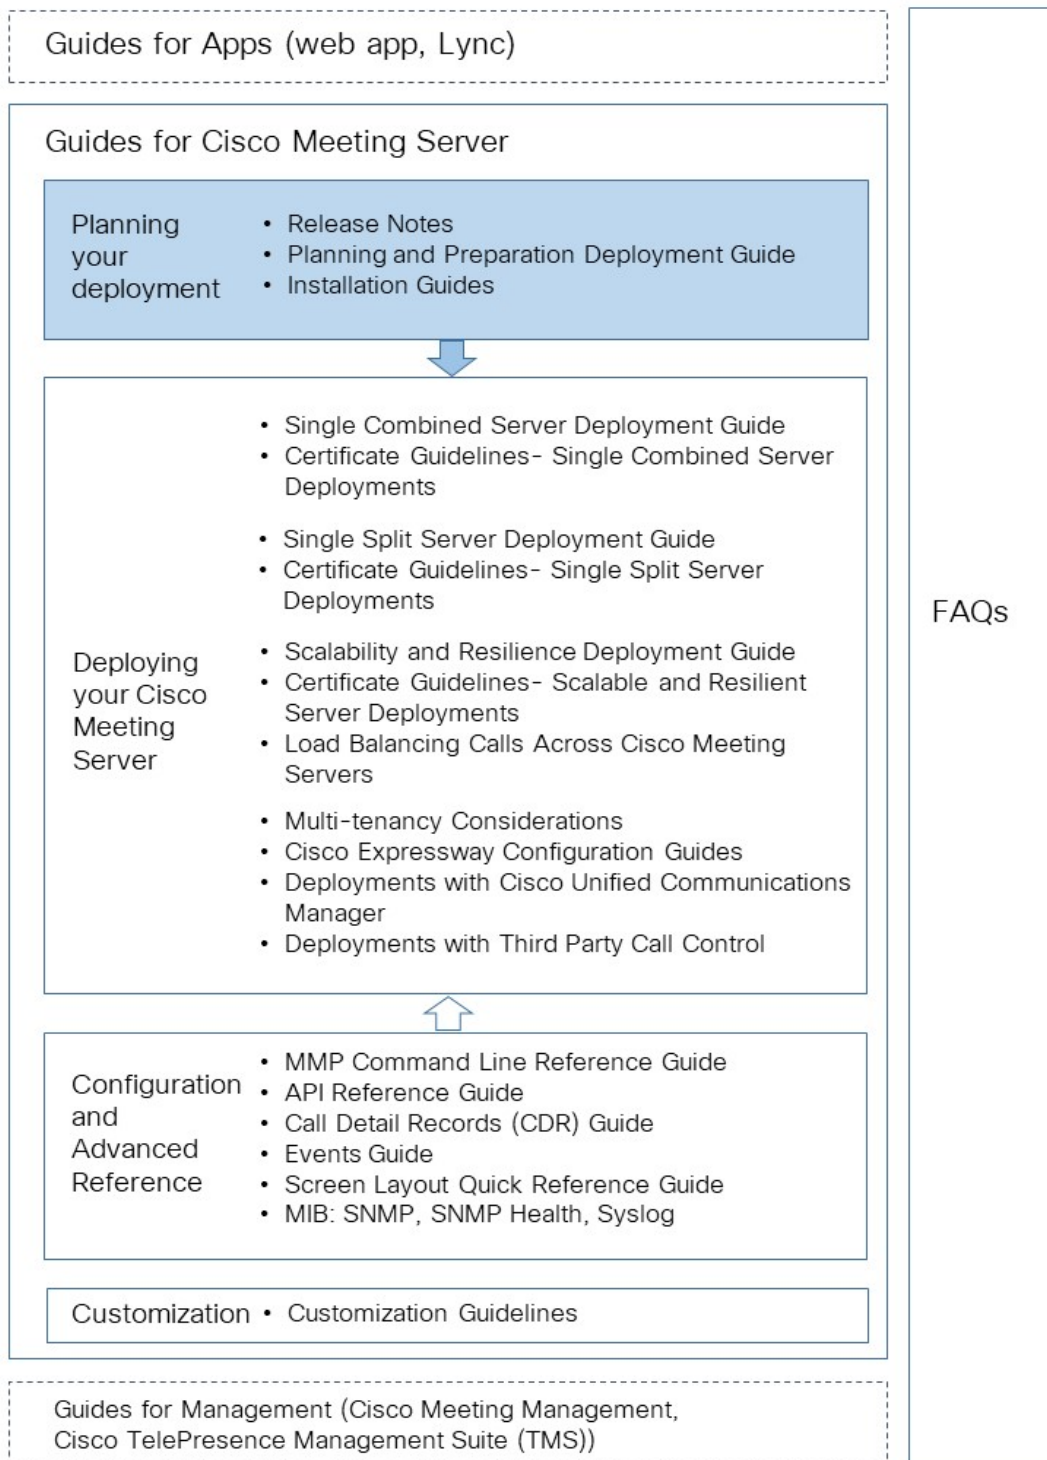 Guides for Apps (web app, Lync)
Guides for Cisco Meeting Server
Planning
your
deployment
• Release Notes
• Planning and Preparation Deployment Guide
• Installation Guides
Deploying
your Cisco
Meeting
Server
• Single Combined Server Deployment Guide
• Certificate Guidelines- Single Combined Server
Deployments
• Single Split Server Deployment Guide
• Certificate Guidelines- Single Split Server
Deployments
• Scalability and Resilience Deployment Guide
• Certificate Guidelines- Scalable and Resilient
Server Deployments
• Load Balancing Calls Across Cisco Meeting
Servers
• Multi-tenancy Considerations
• Cisco Expressway Configuration Guides
• Deployments with Cisco Unified Communications
Manager
• Deployments with Third Party Call Control
Configuration
and
Advanced
Reference
• MMP Command Line Reference Guide
• API Reference Guide
• Call Detail Records (CDR) Guide
• Events Guide
• Screen Layout Quick Reference Guide
• MIB: SNMP, SNMP Health, Syslog
Customization • Customization Guidelines
Guides for Management (Cisco Meeting Management,
Cisco TelePresence Management Suite (TMS))
FAQs